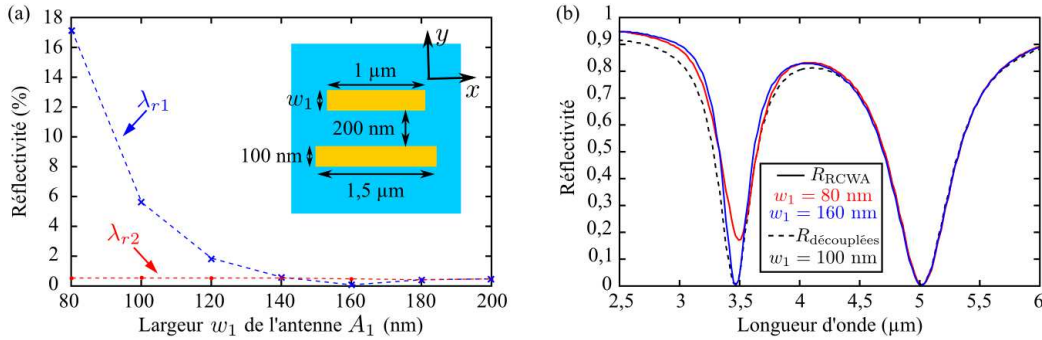 (a)
Réflectivité (%)
18
16
14
12
10
8
6
4
2
0
80
100
120
140
160
180
200
Largeur w₁ de l'antenne A₁ (nm)
λr1
λr2
y
x
1 µm
w₁
200 nm
100 nm
1,5 µm
(b)
Réflectivité
1
0,9
0,8
0,7
0,6
0,5
0,4
0,3
0,2
0,1
0
2,5
3
3,5
4
4,5
5
5,5
6
Longueur d'onde (µm)
R_RCWA
w₁ = 80 nm
w₁ = 160 nm
R_découplées
w₁ = 100 nm